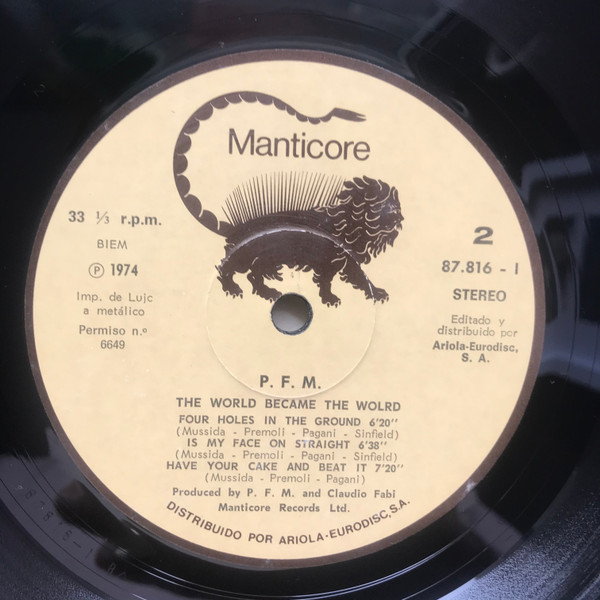 Manticore
33 ⅓ r.p.m.
BIEM
Ⓟ 1974
Imp. de Lujc
a metálico
Permiso n.º
6649
2
87.816 - I
STEREO
Editado y
distribuido por
Ariola-Eurodisc,
S. A.
P. F. M.
THE WORLD BECAME THE WOLRD
FOUR HOLES IN THE GROUND 6'20"
(Mussida - Premoli - Pagani - Sinfield)
IS MY FACE ON STRAIGHT 6'38"
(Mussida - Premoli - Pagani - Sinfield)
HAVE YOUR CAKE AND BEAT IT 7'20"
(Mussida - Premoli - Pagani)
Produced by P. F. M. and Claudio Fabi
Manticore Records Ltd.
DISTRIBUIDO POR ARIOLA-EURODISC, S.A.